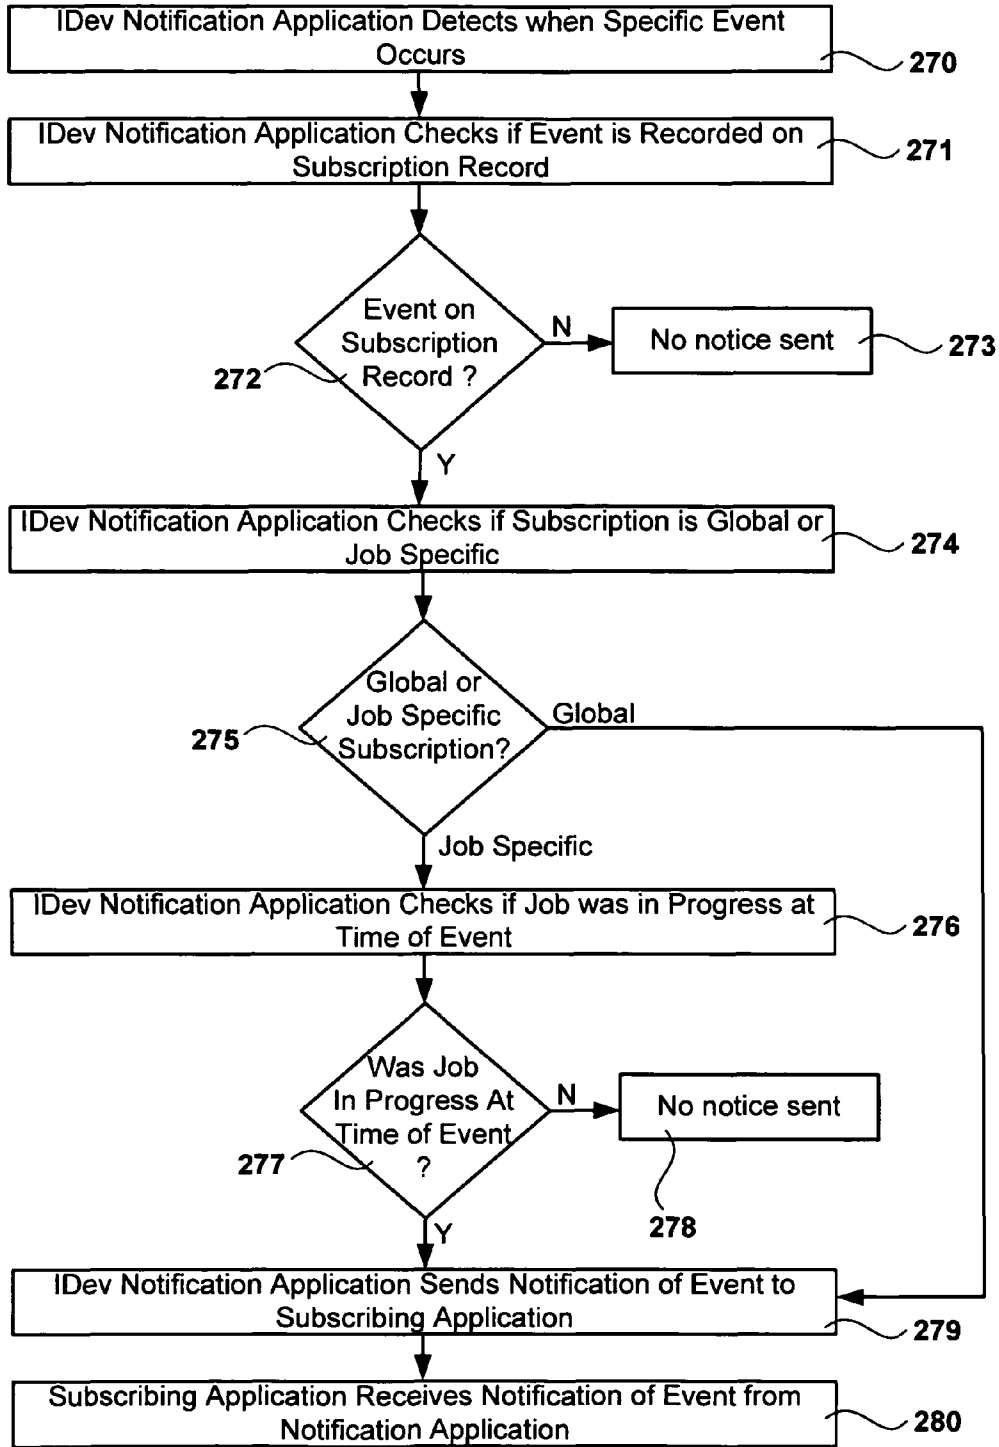 IDev Notification Application Detects when Specific Event
Occurs
270
IDev Notification Application Checks if Event is Recorded on
Subscription Record
271
Event on
Subscription
Record ?
272
N
No notice sent
273
Y
IDev Notification Application Checks if Subscription is Global or
Job Specific
274
Global or
Job Specific
Subscription?
275
Global
Job Specific
IDev Notification Application Checks if Job was in Progress at
Time of Event
276
Was Job
In Progress At
Time of Event
?
277
N
No notice sent
278
Y
IDev Notification Application Sends Notification of Event to
Subscribing Application
279
Subscribing Application Receives Notification of Event from
Notification Application
280